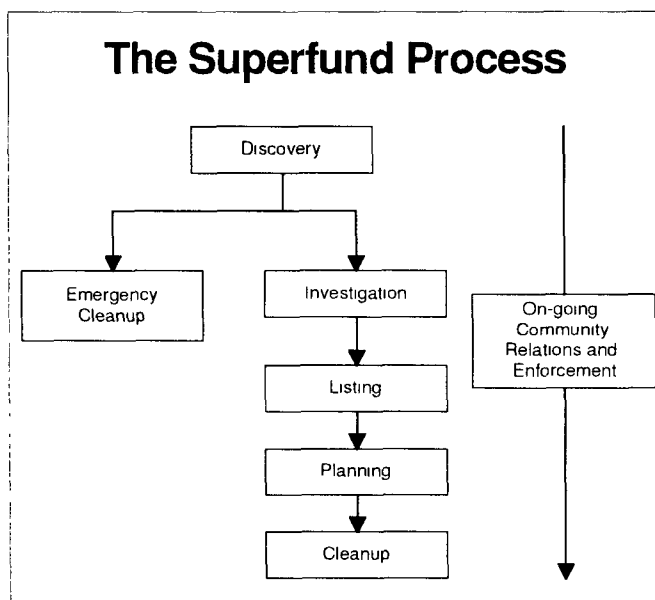 The Superfund Process
Discovery
Emergency
Cleanup
Investigation
Listing
Planning
Cleanup
On-going
Community
Relations and
Enforcement